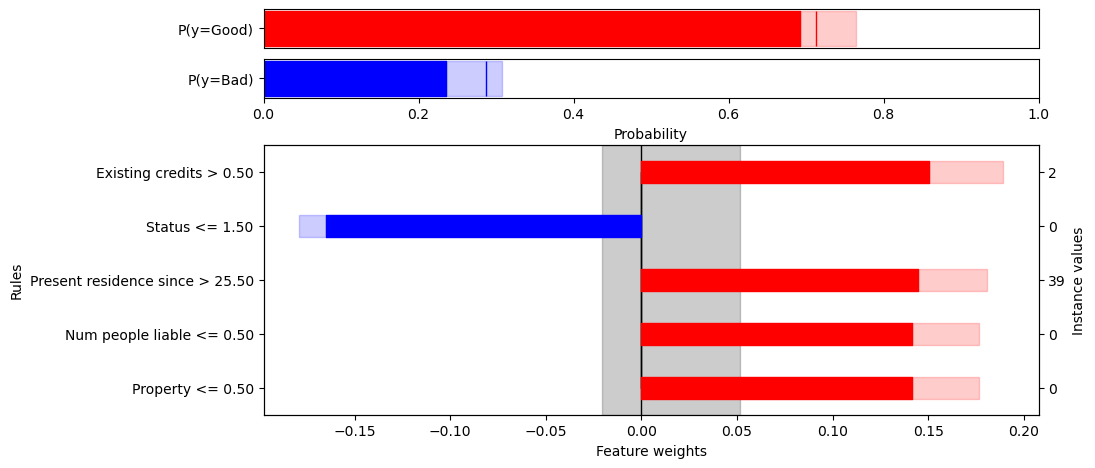 P(y=Good)
P(y=Bad)
0.0 0.2 0.4 0.6 0.8 1.0
Probability
Existing credits > 0.50 2
Status <= 1.50 0
Present residence since > 25.50 39
Num people liable <= 0.50 0
Property <= 0.50 0
Rules
Instance values
−0.15 −0.10 −0.05 0.00 0.05 0.10 0.15 0.20
Feature weights